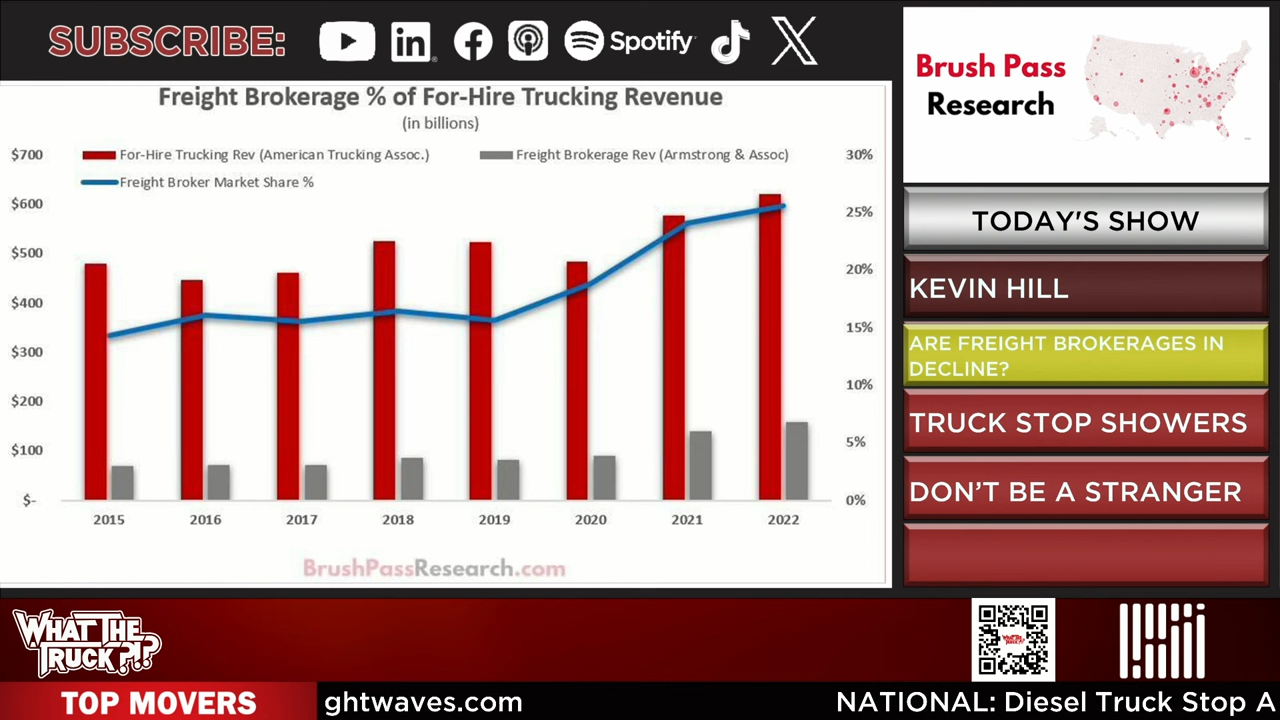 SUBSCRIBE:
Spotify
Freight Brokerage % of For-Hire Trucking Revenue
(in billions)
For-Hire Trucking Rev (American Trucking Assoc.)
Freight Brokerage Rev (Armstrong & Assoc)
Freight Broker Market Share %
$700
$600
$500
$400
$300
$200
$100
$-
30%
25%
20%
15%
10%
5%
0%
2015
2016
2017
2018
2019
2020
2021
2022
BrushPassResearch.com
Brush Pass
Research
TODAY'S SHOW
KEVIN HILL
ARE FREIGHT BROKERAGES IN
DECLINE?
TRUCK STOP SHOWERS
DON'T BE A STRANGER
WHAT THE
TRUCK?!?
TOP MOVERS
ghtwaves.com
NATIONAL: Diesel Truck Stop A